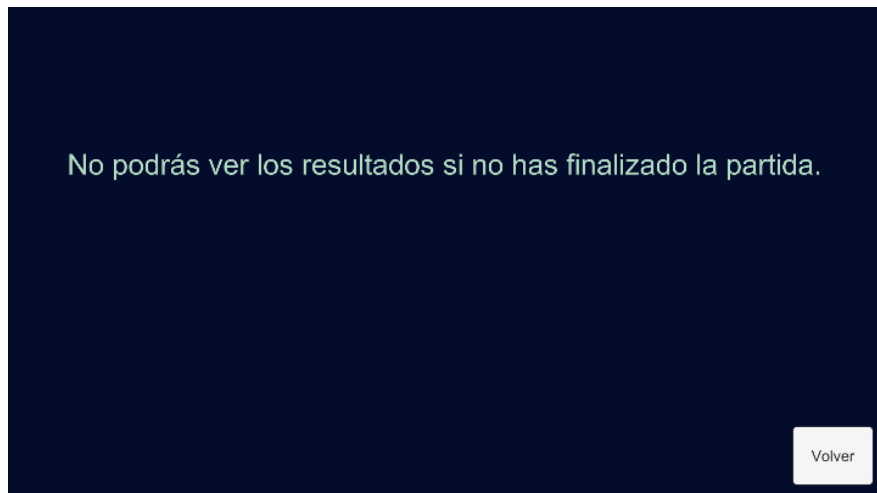 No podrás ver los resultados si no has finalizado la partida.
Volver